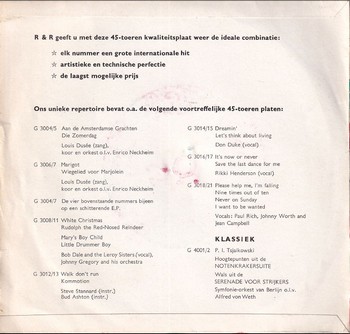 R & R geeft u met deze 45-toeren kwaliteitsplaat weer de ideale combinatie:
☆ elk nummer een grote internationale hit
☆ artistieke en technische perfectie
☆ de laagst mogelijke prijs
Ons unieke repertoire bevat o.a. de volgende voortreffelijke 45-toeren platen:
G 3004/5 Aan de Amsterdamse Grachten
Die Zomerdag
Louis Dusée (zang),
koor en orkest o.l.v. Enrico Neckheim
G 3006/7 Margot
Wiegelied voor Marjolein
Louis Dusée (zang),
koor en orkest o.l.v. Enrico Neckheim
G 3004/7 De vier bovenstaande nummers bijeen
op een schitterende E.P.
G 3008/11 White Christmas
Rudolph the Red-Nosed Reindeer
Mary's Boy Child
Little Drummer Boy
Bob Dale and the Leroy Sisters (vocal),
Johnny Gregory and his orchestra
G 3012/13 Walk don't run
Kommotion
Steve Stannard (instr.)
Bud Ashton (instr.)
G 3014/15 Dreamin'
Let's think about living
Don Duke (vocal)
G 3016/17 It's now or never
Save the last dance for me
Rikki Henderson (vocal)
G 3018/21 Please help me, i'm falling
Nine times out of ten
Never on Sunday
I want to be wanted
Vocals: Paul Rich, Johnny Worth and
Jean Campbell
KLASSIEK
G 4001/2 P. I. Tsjaikowski
Hoogtepunten uit de
NOTENKRAKERSUITE
Walk uit de
SERENADE VOOR STRIJKERS
Symfonie-orkest van Berlijn o.l.v.
Alfred von Weth